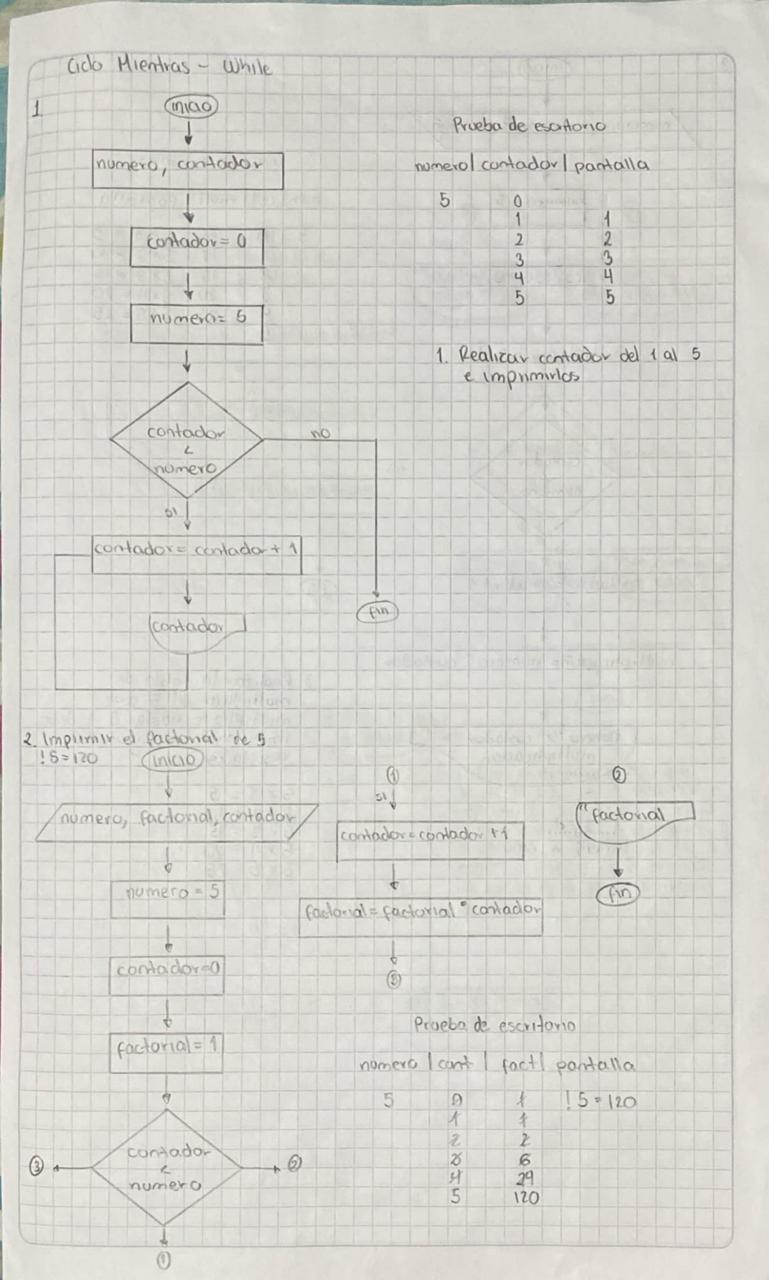 Ciclo Mientras - While
1
inicio
numero, contador
contador = 0
numero = 5
contador
<
numero
no
si
contador = contador + 1
contador
fin
Prueba de escritorio
numero | contador | pantalla
5 0
1 1
2 2
3 3
4 4
5 5
1. Realizar contador del 1 al 5
e imprimirlos
2. Imprimir el factorial de 5
!5=120
inicio
numero, factorial, contador
numero = 5
contador=0
factorial = 1
contador
<
numero
3
2
1
1
si
contador=contador +1
factorial = factorial * contador
3
2
"factorial
fin
Prueba de escritorio
numero | cont | fact | pantalla
5 0 1 !5=120
1 1
2 2
3 6
4 24
5 120